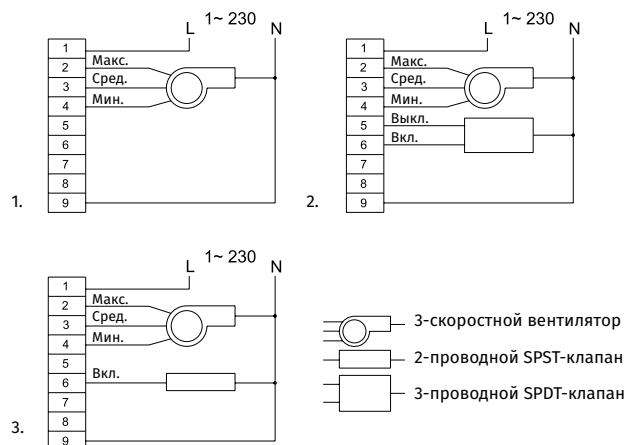 L 1~ 230 N
1
2 Макс.
3 Сред.
4 Мин.
5
6
7
8
9
1.
L 1~ 230 N
1
2 Макс.
3 Сред.
4 Мин.
5 Выкл.
6 Вкл.
7
8
9
2.
L 1~ 230 N
1
2 Макс.
3 Сред.
4 Мин.
5
6 Вкл.
7
8
9
3.
3-скоростной вентилятор
2-проводной SPST-клапан
3-проводной SPDT-клапан